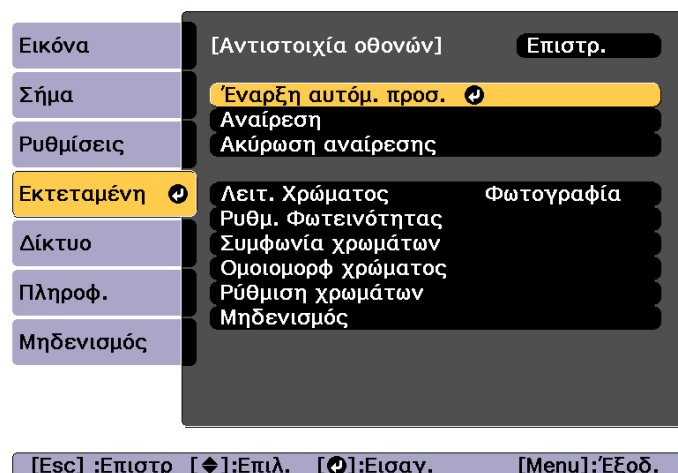 Εικόνα
Σήμα
Ρυθμίσεις
Εκτεταμένη
Δίκτυο
Πληροφ.
Μηδενισμός
[Αντιστοιχία οθονών] Επιστρ.
Έναρξη αυτόμ. προσ.
Αναίρεση
Ακύρωση αναίρεσης
Λειτ. Χρώματος Φωτογραφία
Ρυθμ. Φωτεινότητας
Συμφωνία χρωμάτων
Ομοιομορφ χρώματος
Ρύθμιση χρωμάτων
Μηδενισμός
[Esc] :Επιστρ [◆]:Επιλ. [↵]:Εισαγ. [Menu]:Έξοδ.